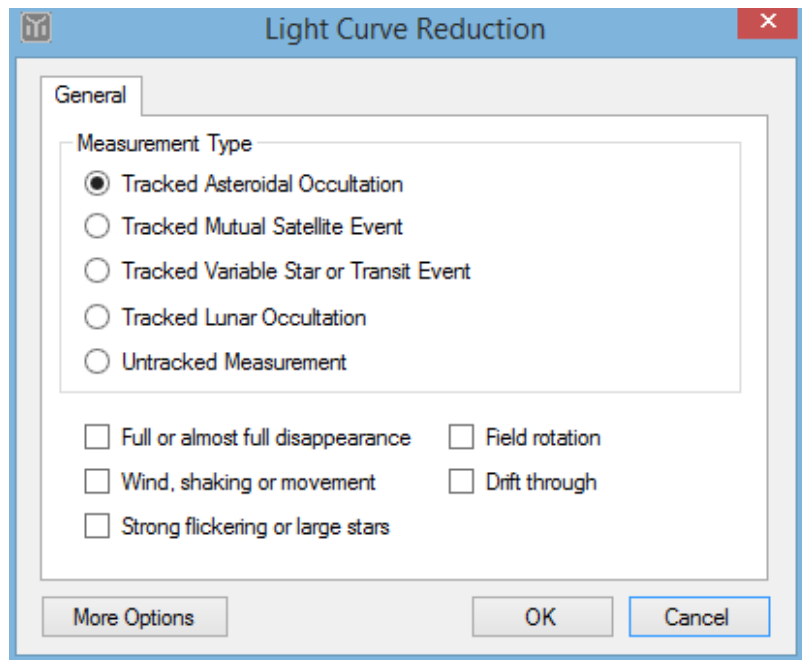 Light Curve Reduction
General
Measurement Type
Tracked Asteroidal Occultation
Tracked Mutual Satellite Event
Tracked Variable Star or Transit Event
Tracked Lunar Occultation
Untracked Measurement
Full or almost full disappearance Field rotation
Wind, shaking or movement Drift through
Strong flickering or large stars
More Options OK Cancel